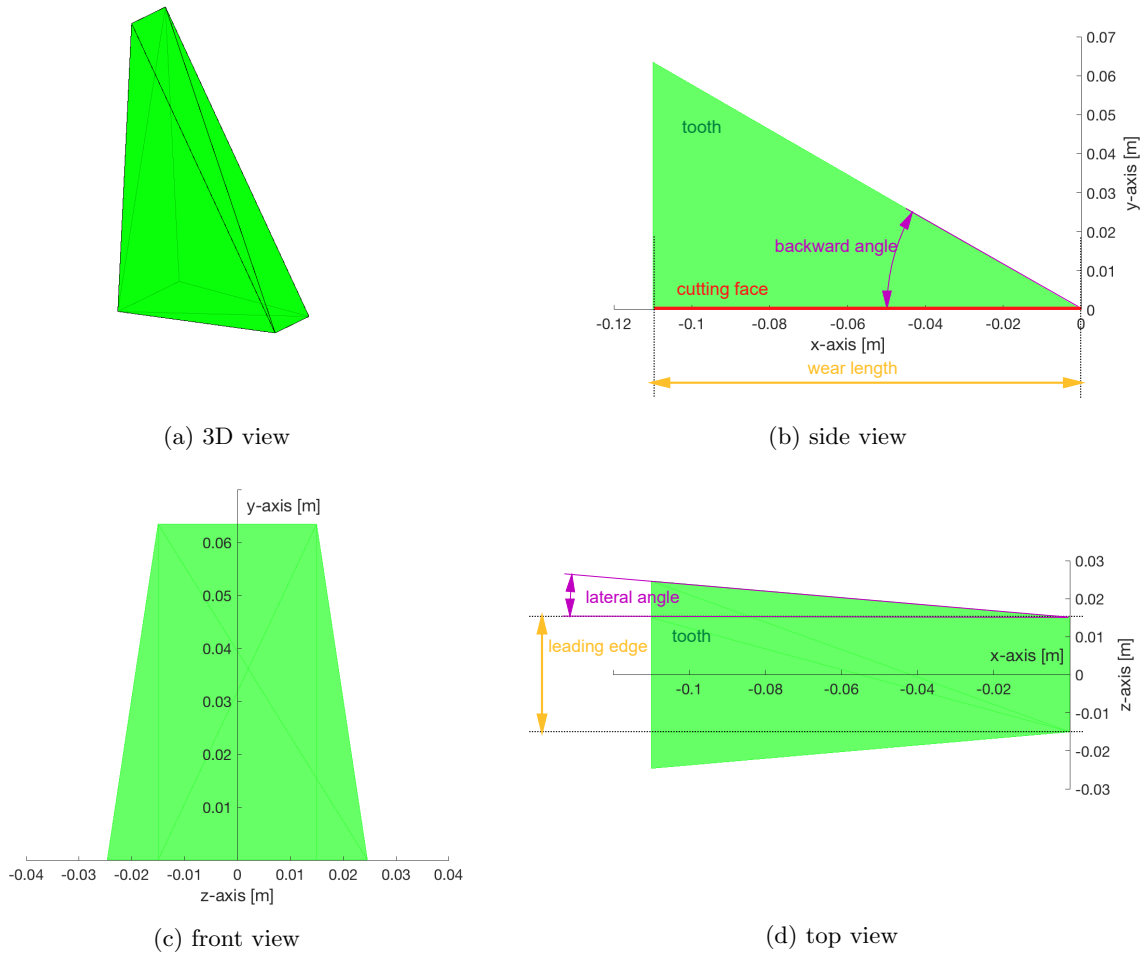 0.07
0.06
tooth
0.05
0.04
y-axis [m]
0.03
backward angle
0.02
0.01
cutting face
0
-0.12
-0.1
-0.08
-0.06
-0.04
-0.02
0
x-axis [m]
wear length
(a) 3D view
(b) side view
y-axis [m]
0.06
0.05
0.04
0.03
0.02
0.01
-0.04
-0.03
-0.02
-0.01
0
0.01
0.02
0.03
0.04
z-axis [m]
(c) front view
0.03
lateral angle
0.02
leading edge
tooth
0.01
x-axis [m]
0
z-axis [m]
-0.1
-0.08
-0.06
-0.04
-0.02
-0.01
-0.02
-0.03
(d) top view